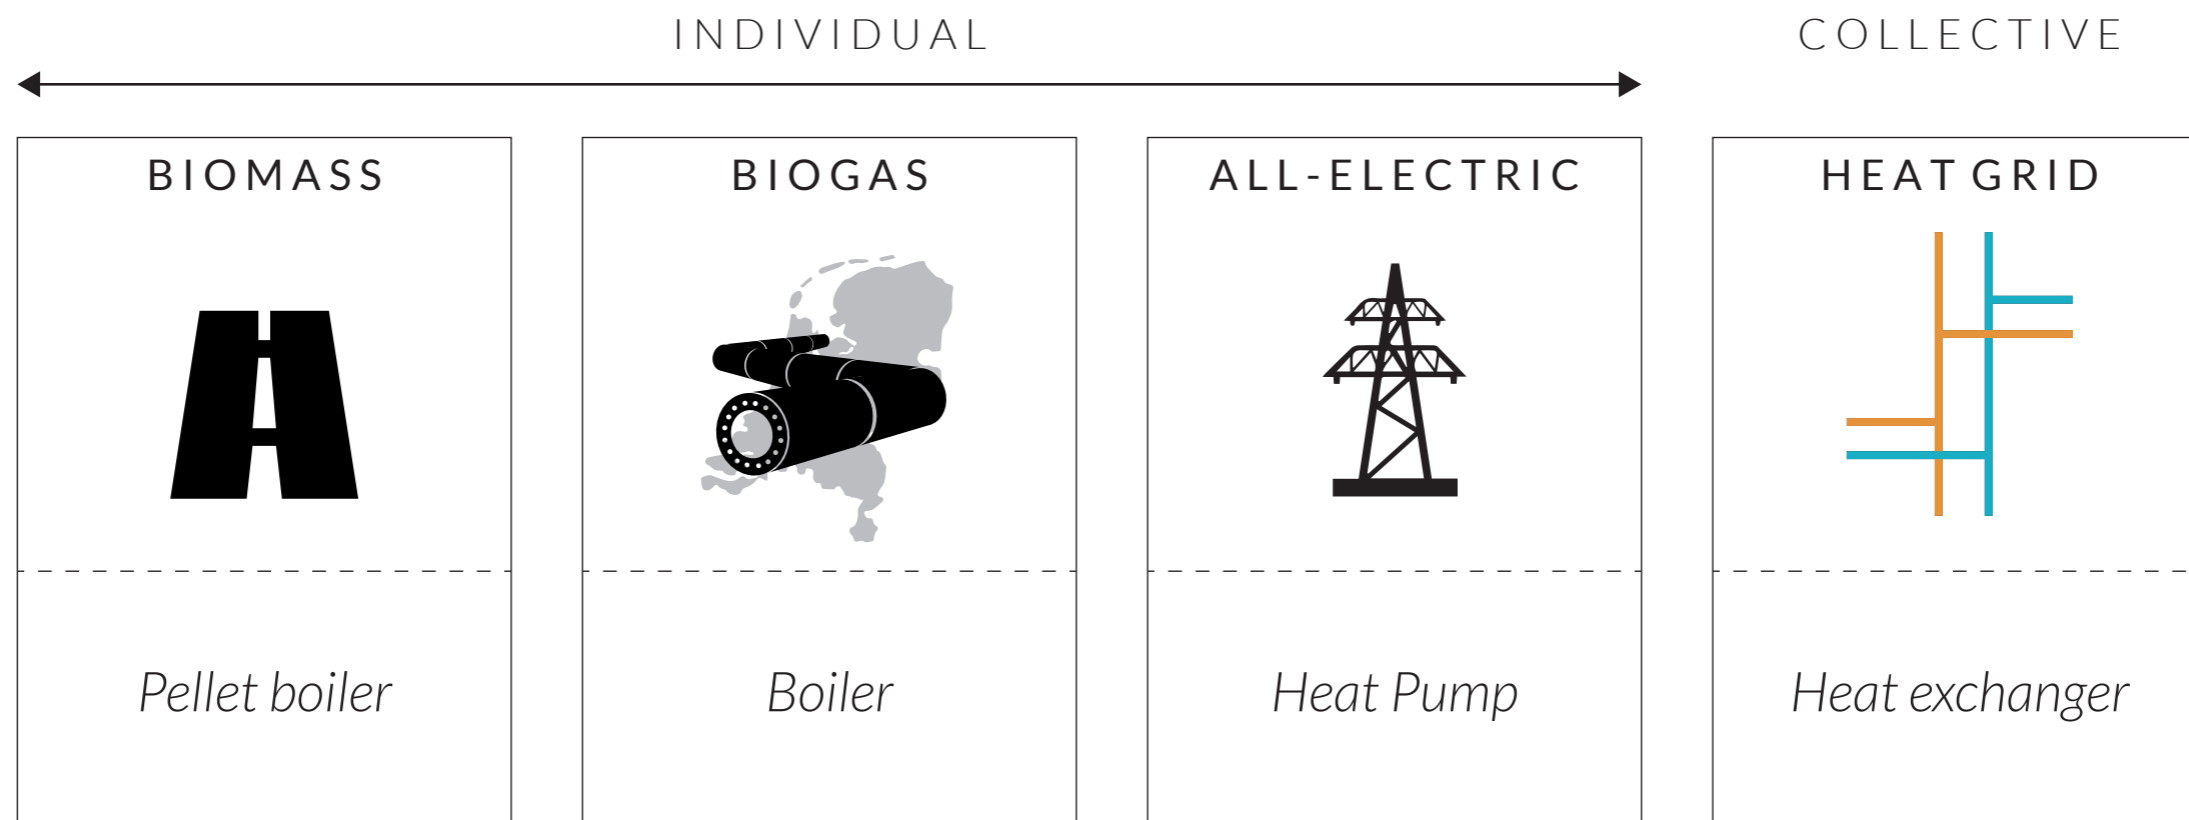 INDIVIDUAL
COLLECTIVE
BIOMASS
BIOGAS
ALL-ELECTRIC
HEAT GRID
Pellet boiler
Boiler
Heat Pump
Heat exchanger